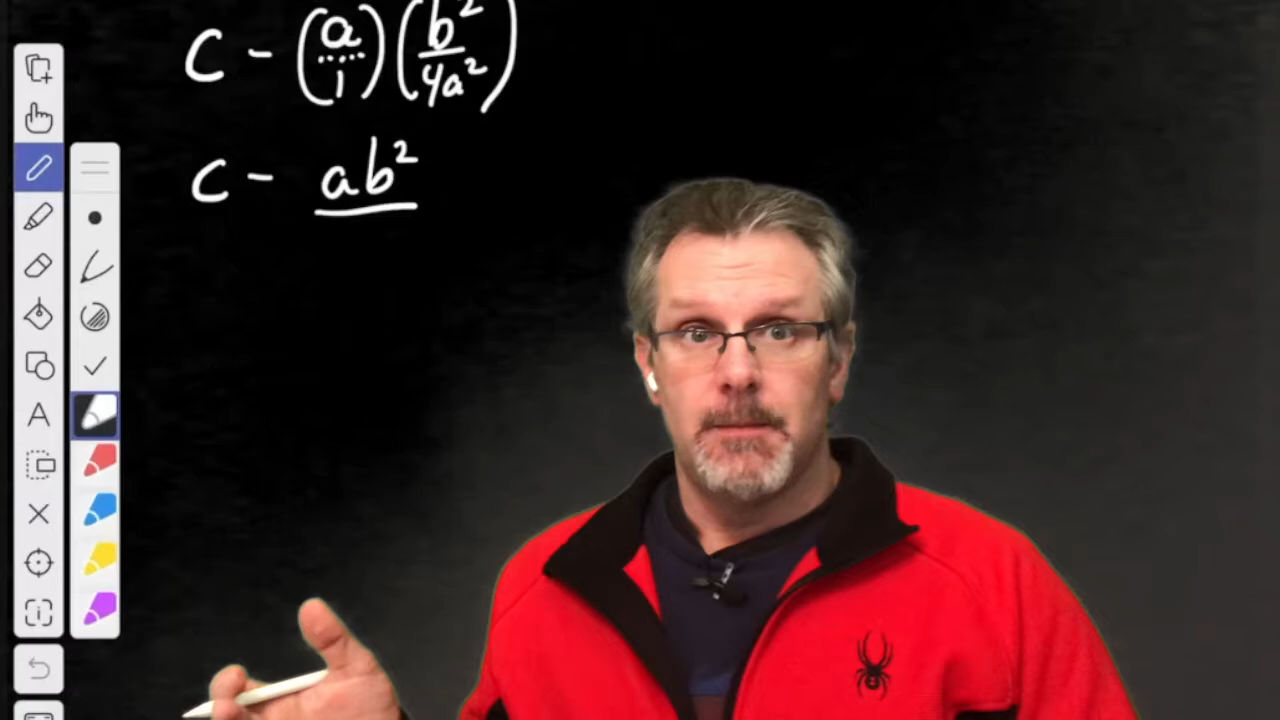 c - (a/1)(b²/4a²)
c - ab²
A